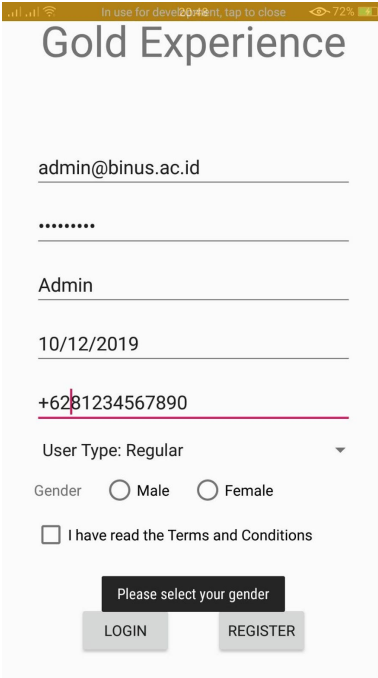 In use for development, tap to close 20:48 72%
Gold Experience
admin@binus.ac.id
•••••••••
Admin
10/12/2019
+6281234567890
User Type: Regular
Gender Male Female
I have read the Terms and Conditions
Please select your gender
LOGIN REGISTER